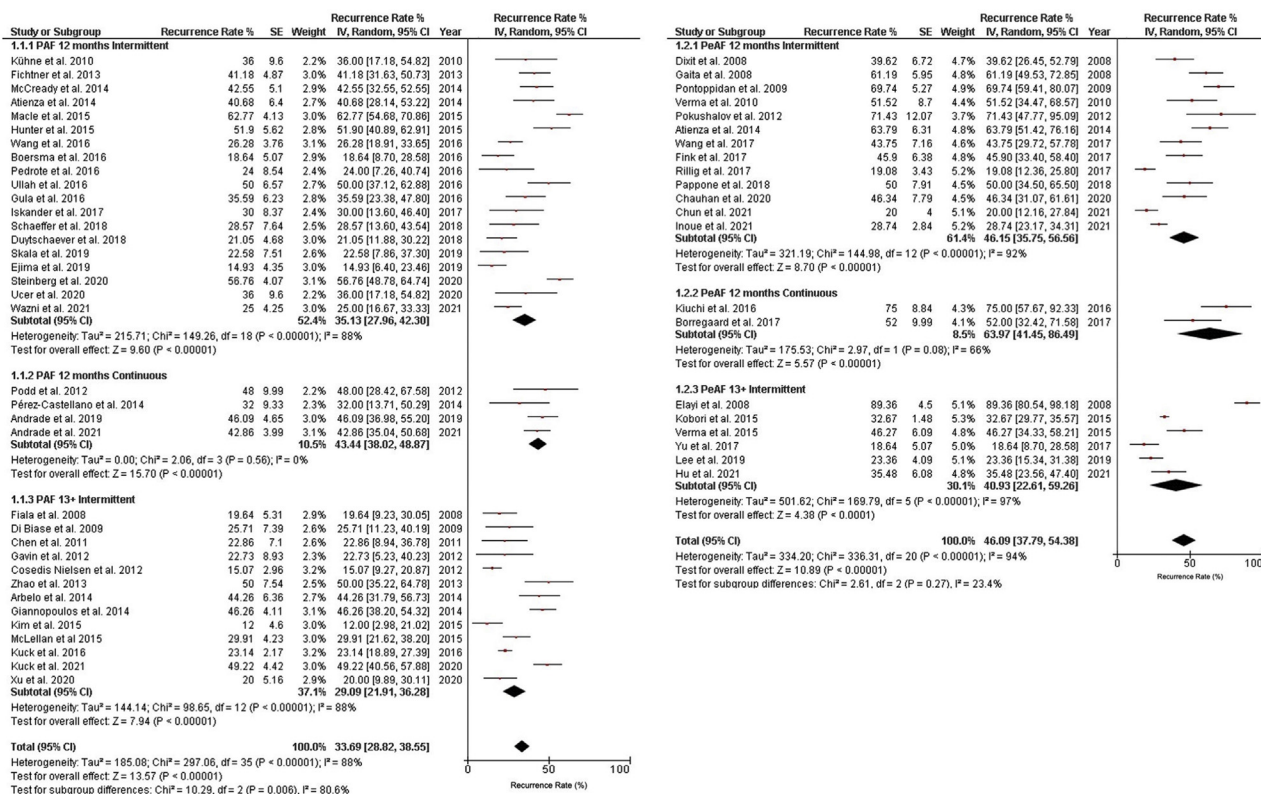 Recurrence Rate %
Recurrence Rate %
Study or Subgroup Recurrence Rate % SE Weight IV, Random, 95% CI Year IV, Random, 95% CI
1.1.1 PAF 12 months Intermittent
Kühne et al. 2010 36 9.6 2.2% 36.00 [17.18, 54.82] 2010
Fichtner et al. 2013 41.18 4.87 3.0% 41.18 [31.63, 50.73] 2013
McCready et al. 2014 42.55 5.1 2.9% 42.55 [32.55, 52.55] 2014
Atienza et al. 2014 40.68 6.4 2.8% 40.68 [28.14, 53.22] 2014
Macle et al. 2015 62.77 4.13 3.0% 62.77 [54.68, 70.86] 2015
Hunter et al. 2015 51.9 5.62 2.9% 51.90 [40.89, 62.91] 2015
Wang et al. 2016 26.28 3.76 3.1% 26.28 [18.91, 33.65] 2016
Boersma et al. 2016 18.64 5.07 2.9% 18.64 [8.70, 28.58] 2016
Pedrote et al. 2016 24 8.54 2.4% 24.00 [7.26, 40.74] 2016
Ullah et al. 2016 50 6.57 2.7% 50.00 [37.12, 62.88] 2016
Gula et al. 2016 35.59 6.23 2.8% 35.59 [23.38, 47.80] 2016
Iskander et al. 2017 30 8.37 2.4% 30.00 [13.60, 46.40] 2017
Schaeffer et al. 2018 28.57 7.64 2.5% 28.57 [13.60, 43.54] 2018
Duytschaever et al. 2018 21.05 4.68 3.0% 21.05 [11.88, 30.22] 2018
Skala et al. 2019 22.58 7.51 2.6% 22.58 [7.86, 37.30] 2019
Ejima et al. 2019 14.93 4.35 3.0% 14.93 [6.40, 23.46] 2019
Steinberg et al. 2020 56.76 4.07 3.1% 56.76 [48.78, 64.74] 2020
Ucer et al. 2020 36 9.6 2.2% 36.00 [17.18, 54.82] 2020
Wazni et al. 2021 25 4.25 3.0% 25.00 [16.67, 33.33] 2021
Subtotal (95% CI) 52.4% 35.13 [27.96, 42.30]
Heterogeneity: Tau² = 215.71; Chi² = 149.26, df = 18 (P < 0.00001); I² = 88%
Test for overall effect: Z = 9.60 (P < 0.00001)
1.1.2 PAF 12 months Continuous
Podd et al. 2012 48 9.99 2.2% 48.00 [28.42, 67.58] 2012
Pérez-Castellano et al. 2014 32 9.33 2.3% 32.00 [13.71, 50.29] 2014
Andrade et al. 2019 46.09 4.65 3.0% 46.09 [36.98, 55.20] 2019
Andrade et al. 2021 42.86 3.99 3.1% 42.86 [35.04, 50.68] 2021
Subtotal (95% CI) 10.5% 43.44 [38.02, 48.87]
Heterogeneity: Tau² = 0.00; Chi² = 2.06, df = 3 (P = 0.56); I² = 0%
Test for overall effect: Z = 15.70 (P < 0.00001)
1.1.3 PAF 13+ Intermittent
Fiala et al. 2008 19.64 5.31 2.9% 19.64 [9.23, 30.05] 2008
Di Biase et al. 2009 25.71 7.39 2.6% 25.71 [11.23, 40.19] 2009
Chen et al. 2011 22.86 7.1 2.6% 22.86 [8.94, 36.78] 2011
Gavin et al. 2012 22.73 8.93 2.3% 22.73 [5.23, 40.23] 2012
Cosedis Nielsen et al. 2012 15.07 2.96 3.2% 15.07 [9.27, 20.87] 2012
Zhao et al. 2013 50 7.54 2.5% 50.00 [35.22, 64.78] 2013
Arbelo et al. 2014 44.26 6.36 2.8% 44.26 [31.79, 56.73] 2014
Giannopoulos et al. 2014 46.26 4.11 3.1% 46.26 [38.20, 54.32] 2014
Kim et al. 2015 12 4.6 3.0% 12.00 [2.98, 21.02] 2015
McLellan et al 2015 29.91 4.23 3.0% 29.91 [21.62, 38.20] 2015
Kuck et al. 2016 23.14 2.17 3.2% 23.14 [18.89, 27.39] 2016
Kuck et al. 2021 49.22 4.42 3.0% 49.22 [40.56, 57.88] 2020
Xu et al. 2020 20 5.16 2.9% 20.00 [9.89, 30.11] 2020
Subtotal (95% CI) 37.1% 29.09 [21.91, 36.28]
Heterogeneity: Tau² = 144.14; Chi² = 98.65, df = 12 (P < 0.00001); I² = 88%
Test for overall effect: Z = 7.94 (P < 0.00001)
Total (95% CI) 100.0% 33.69 [28.82, 38.55]
Heterogeneity: Tau² = 185.08; Chi² = 297.06, df = 35 (P < 0.00001); I² = 88%
Test for overall effect: Z = 13.57 (P < 0.00001)
Test for subgroup differences: Chi² = 10.29, df = 2 (P = 0.006), I² = 80.6%
0 50 100
Recurrence Rate (%)
Recurrence Rate %
Recurrence Rate %
Study or Subgroup Recurrence Rate % SE Weight IV, Random, 95% CI Year IV, Random, 95% CI
1.2.1 PeAF 12 months Intermittent
Dixit et al. 2008 39.62 6.72 4.7% 39.62 [26.45, 52.79] 2008
Gaita et al. 2008 61.19 5.95 4.8% 61.19 [49.53, 72.85] 2008
Pontoppidan et al. 2009 69.74 5.27 4.9% 69.74 [59.41, 80.07] 2009
Verma et al. 2010 51.52 8.7 4.4% 51.52 [34.47, 68.57] 2010
Pokushalov et al. 2012 71.43 12.07 3.7% 71.43 [47.77, 95.09] 2012
Atienza et al. 2014 63.79 6.31 4.8% 63.79 [51.42, 76.16] 2014
Wang et al. 2017 43.75 7.16 4.6% 43.75 [29.72, 57.78] 2017
Fink et al. 2017 45.9 6.38 4.8% 45.90 [33.40, 58.40] 2017
Rillig et al. 2017 19.08 3.43 5.2% 19.08 [12.36, 25.80] 2017
Pappone et al. 2018 50 7.91 4.5% 50.00 [34.50, 65.50] 2018
Chauhan et al. 2020 46.34 7.79 4.5% 46.34 [31.07, 61.61] 2020
Chun et al. 2021 20 4 5.1% 20.00 [12.16, 27.84] 2021
Inoue et al. 2021 28.74 2.84 5.2% 28.74 [23.17, 34.31] 2021
Subtotal (95% CI) 61.4% 46.15 [35.75, 56.56]
Heterogeneity: Tau² = 321.19; Chi² = 144.98, df = 12 (P < 0.00001); I² = 92%
Test for overall effect: Z = 8.70 (P < 0.00001)
1.2.2 PeAF 12 months Continuous
Kiuchi et al. 2016 75 8.84 4.3% 75.00 [57.67, 92.33] 2016
Borregaard et al. 2017 52 9.99 4.1% 52.00 [32.42, 71.58] 2017
Subtotal (95% CI) 8.5% 63.97 [41.45, 86.49]
Heterogeneity: Tau² = 175.53; Chi² = 2.97, df = 1 (P = 0.08); I² = 66%
Test for overall effect: Z = 5.57 (P < 0.00001)
1.2.3 PeAF 13+ Intermittent
Elayi et al. 2008 89.36 4.5 5.1% 89.36 [80.54, 98.18] 2008
Kobori et al. 2015 32.67 1.48 5.3% 32.67 [29.77, 35.57] 2015
Verma et al. 2015 46.27 6.09 4.8% 46.27 [34.33, 58.21] 2015
Yu et al. 2017 18.64 5.07 5.0% 18.64 [8.70, 28.58] 2017
Lee et al. 2019 23.36 4.09 5.1% 23.36 [15.34, 31.38] 2019
Hu et al. 2021 35.48 6.08 4.8% 35.48 [23.56, 47.40] 2021
Subtotal (95% CI) 30.1% 40.93 [22.61, 59.26]
Heterogeneity: Tau² = 501.62; Chi² = 169.79, df = 5 (P < 0.00001); I² = 97%
Test for overall effect: Z = 4.38 (P < 0.0001)
Total (95% CI) 100.0% 46.09 [37.79, 54.38]
Heterogeneity: Tau² = 334.20; Chi² = 336.31, df = 20 (P < 0.00001); I² = 94%
Test for overall effect: Z = 10.89 (P < 0.00001)
Test for subgroup differences: Chi² = 2.61, df = 2 (P = 0.27), I² = 23.4%
0 50 100
Recurrence Rate (%)